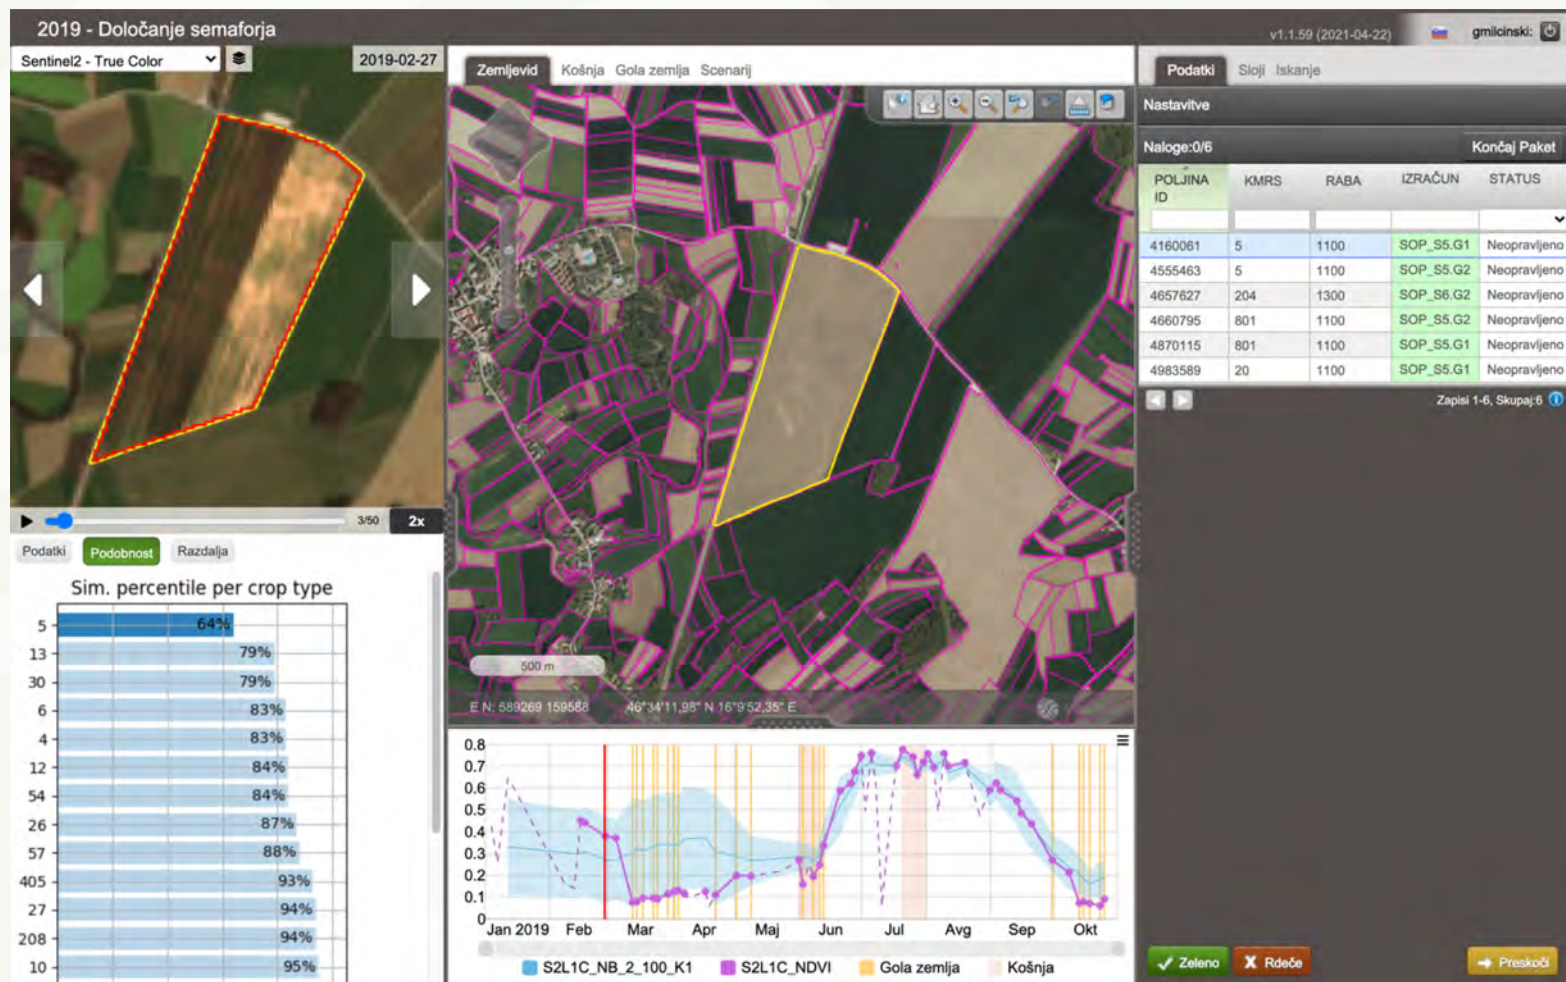 2019 - Določanje semaforja
v1.1.59 (2021-04-22)
gmilcinski:
Sentinel2 - True Color
2019-02-27
3/50
2x
Podatki Podobnost Razdalja
Sim. percentile per crop type
5 64%
13 79%
30 79%
6 83%
4 83%
12 84%
54 84%
26 87%
57 88%
405 93%
27 94%
208 94%
10 95%
Zemljevid Košnja Gola zemlja Scenarij
500 m
E N: 589269 159588 46°34'11,98" N 16°9'52,35" E
0.8
0.7
0.6
0.5
0.4
0.3
0.2
0.1
0
Jan 2019 Feb Mar Apr Maj Jun Jul Avg Sep Okt
S2L1C_NB_2_100_K1 S2L1C_NDVI Gola zemlja Košnja
Podatki Sloji Iskanje
Nastavitve
Naloge:0/6 Končaj Paket
POLJINA ID KMRS RABA IZRAČUN STATUS
4160061 5 1100 SOP_S5.G1 Neopravljeno
4555463 5 1100 SOP_S5.G2 Neopravljeno
4657627 204 1300 SOP_S6.G2 Neopravljeno
4660795 801 1100 SOP_S5.G2 Neopravljeno
4870115 801 1100 SOP_S5.G1 Neopravljeno
4983589 20 1100 SOP_S5.G1 Neopravljeno
Zapisi 1-6, Skupaj:6
Zeleno X Rdeče Preskoči